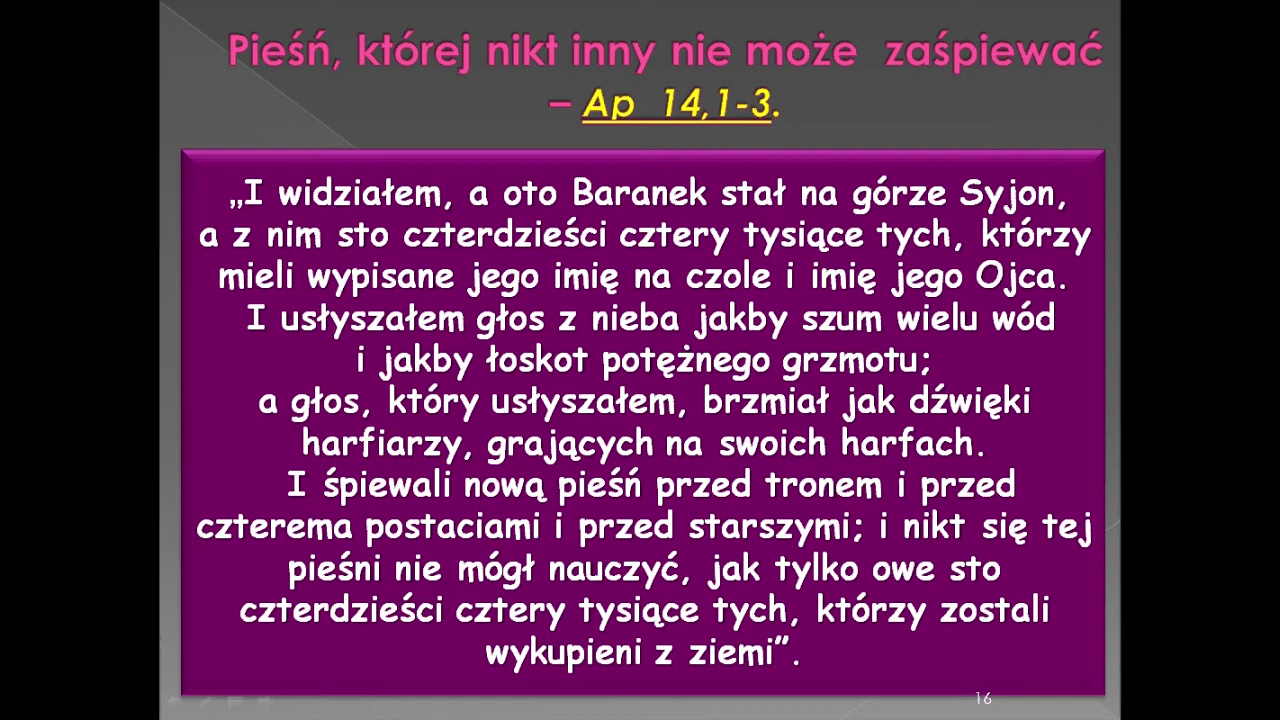 Pieśń, której nikt inny nie może zaśpiewać
– Ap 14,1-3.
„I widziałem, a oto Baranek stał na górze Syjon,
a z nim sto czterdzieści cztery tysiące tych, którzy
mieli wypisane jego imię na czole i imię jego Ojca.
I usłyszałem głos z nieba jakby szum wielu wód
i jakby łoskot potężnego grzmotu;
a głos, który usłyszałem, brzmiał jak dźwięki
harfiarzy, grających na swoich harfach.
I śpiewali nową pieśń przed tronem i przed
czterema postaciami i przed starszymi; i nikt się tej
pieśni nie mógł nauczyć, jak tylko owe sto
czterdzieści cztery tysiące tych, którzy zostali
wykupieni z ziemi”.
16